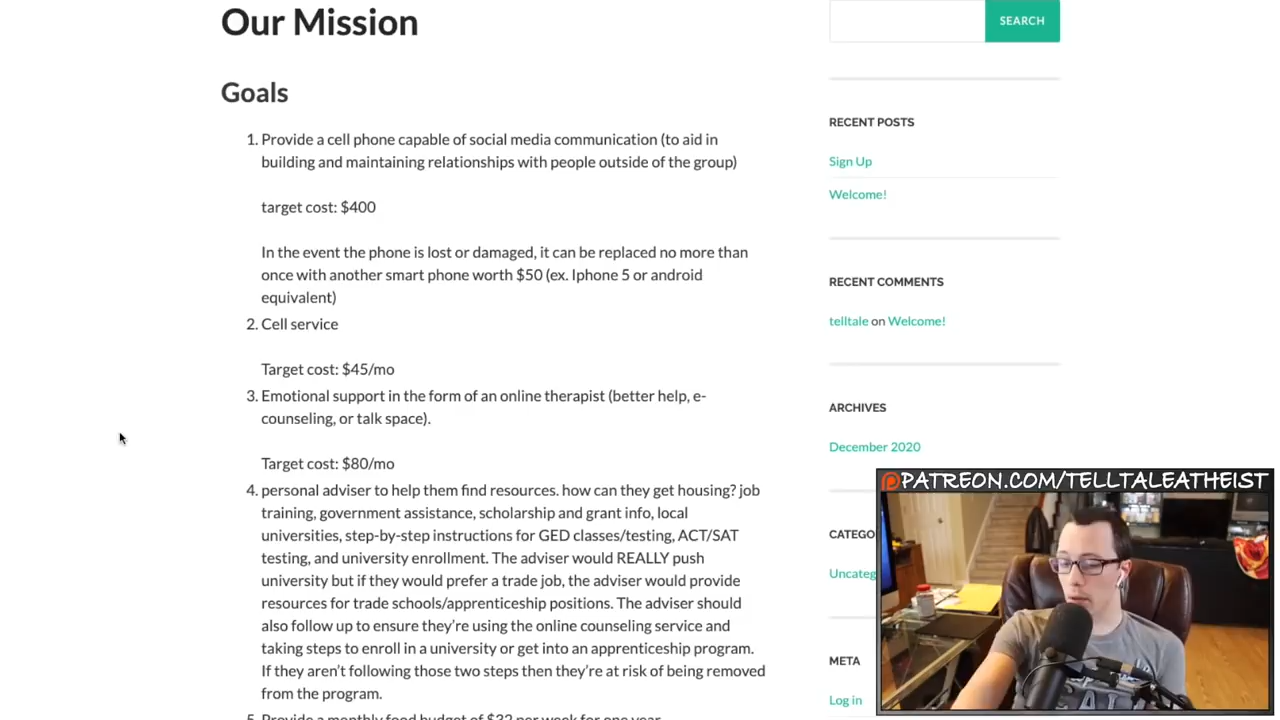 Our Mission
SEARCH
Goals
1. Provide a cell phone capable of social media communication (to aid in
building and maintaining relationships with people outside of the group)
target cost: $400
In the event the phone is lost or damaged, it can be replaced no more than
once with another smart phone worth $50 (ex. Iphone 5 or android
equivalent)
2. Cell service
Target cost: $45/mo
3. Emotional support in the form of an online therapist (better help, e-
counseling, or talk space).
Target cost: $80/mo
4. personal adviser to help them find resources. how can they get housing? job
training, government assistance, scholarship and grant info, local
universities, step-by-step instructions for GED classes/testing, ACT/SAT
testing, and university enrollment. The adviser would REALLY push
university but if they would prefer a trade job, the adviser would provide
resources for trade schools/apprenticeship positions. The adviser should
also follow up to ensure they're using the online counseling service and
taking steps to enroll in a university or get into an apprenticeship program.
If they aren't following those two steps then they're at risk of being removed
from the program.
5. Provide a monthly food budget of $32 per week for one year
RECENT POSTS
Sign Up
Welcome!
RECENT COMMENTS
telltale on Welcome!
ARCHIVES
December 2020
CATEGO
Uncateg
META
Log in
PATREON.COM/TELLTALEATHEIST